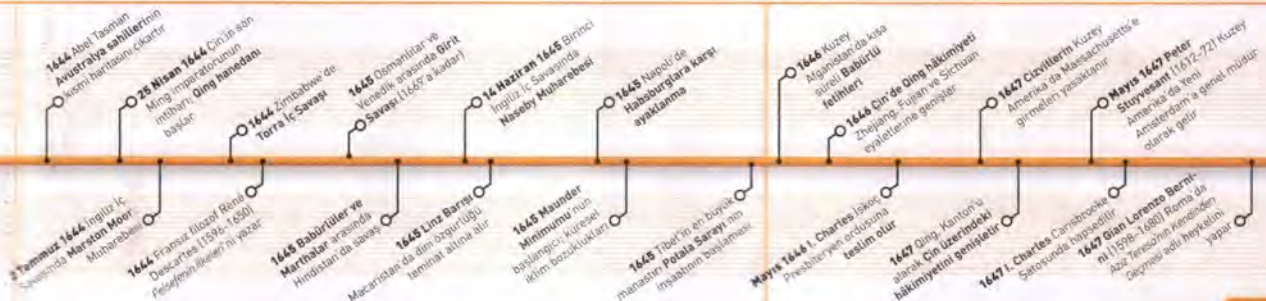 1644 Abel Tasman
Avustralya sahillerinin
kısmi haritasını çıkartır
25 Nisan 1644 Çin'in son
Ming imparatorunun
intiharı; Qing hanedanı
başlar
1644 Zimbabwe'de
Torra İç Savaşı
1645 Osmanlılar ve
Venedik arasında Girit
Savaşı (1669'a kadar)
14 Haziran 1645 Birinci
İngiliz İç Savaşında
Naseby Muharebesi
1645 Napoli'de
Habsburglara karşı
ayaklanma
1646 Kuzey
Afganistan'da kısa
süreli Babürlü
fetihleri
1646 Çin'de Qing hâkimiyeti
Zhejiang, Fujian ve Sichuan
eyaletlerine genişler
1647 Cizvitlerin Kuzey
Amerika'da Massachusetts'e
girmeleri yasaklanır
Mayıs 1647 Peter
Stuyvesant (1612-72) Kuzey
Amerika'da Yeni
Amsterdam'a genel müdür
olarak gelir
2 Temmuz 1644 İngiliz İç
Savaşında Marston Moor
Muharebesi
1644 Fransız filozof René
Descartes (1596-1650)
Felsefenin İlkeleri'ni yazar
1645 Babürlüler ve
Marthalar arasında
Hindistan'da savaş
1645 Linz Barışı
Macaristan'da dini özgürlüğü
teminat altına alır
1645 Maunder
Minimumu'nun
başlangıcı; küresel
iklim bozuklukları
1645 Tibet'in en büyük
manastırı Potala Sarayı'nın
inşaatının başlaması
Mayıs 1646 I. Charles İskoç
Presbiteryen ordusuna
teslim olur
1647 Qing, Kanton'u
alarak Çin üzerindeki
hâkimiyetini genişletir
1647 I. Charles Carisbrooke
Şatosunda hapsedilir
1647 Gian Lorenzo Berni-
ni (1598-1680) Roma'da
Azize Teresa'nın Kendinden
Geçmesi adlı heykelini
yapar